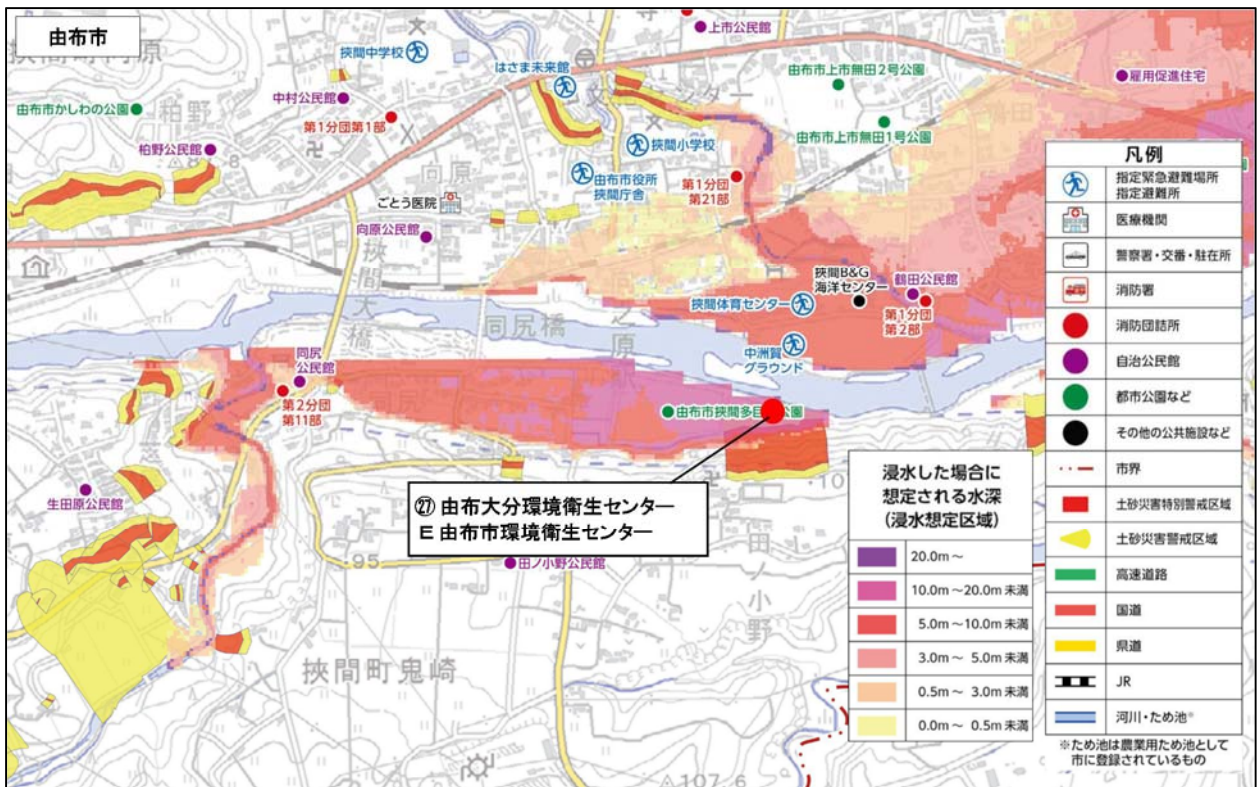 由布市
挾間中学校
上市公民館
はさま未来館
由布市上市無田2号公園
雇用促進住宅
由布市かしわの公園
柏野
中村公民館
第1分団第1部
由布市上市無田1号公園
柏野公民館
向原
挾間小学校
由布市役所
挾間庁舎
第1分団
第21部
ごとう医院
向原公民館
挾間大橋
挾間B&G
海洋センター
鶴田公民館
挾間体育センター
第1分団
第2部
同尻橋
中洲賀
グラウンド
同尻
公民館
第2分団
第11部
由布市挾間多目
公園
生田原公民館
㉗ 由布大分環境衛生センター
E 由布市環境衛生センター
95
田ノ小野公民館
挾間町鬼崎
107.6
浸水した場合に
想定される水深
(浸水想定区域)
20.0m～
10.0m～20.0m未満
5.0m～10.0m未満
3.0m～ 5.0m未満
0.5m～ 3.0m未満
0.0m～ 0.5m未満
凡例
指定緊急避難場所
指定避難所
医療機関
警察署・交番・駐在所
消防署
消防団詰所
自治公民館
都市公園など
その他の公共施設など
市界
土砂災害特別警戒区域
土砂災害警戒区域
高速道路
国道
県道
JR
河川・ため池※
※ため池は農業用ため池として
市に登録されているもの